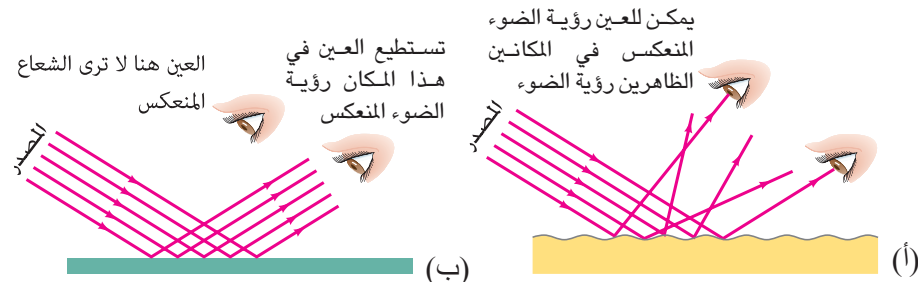 يمكن للعين رؤية الضوء
المنعكس في المكانين
الظاهرين رؤية الضوء
المصدر
(أ)
تستطيع العين في
هذا المكان رؤية
الضوء المنعكس
العين هنا لا ترى الشعاع
المنعكس
المصدر
(ب)